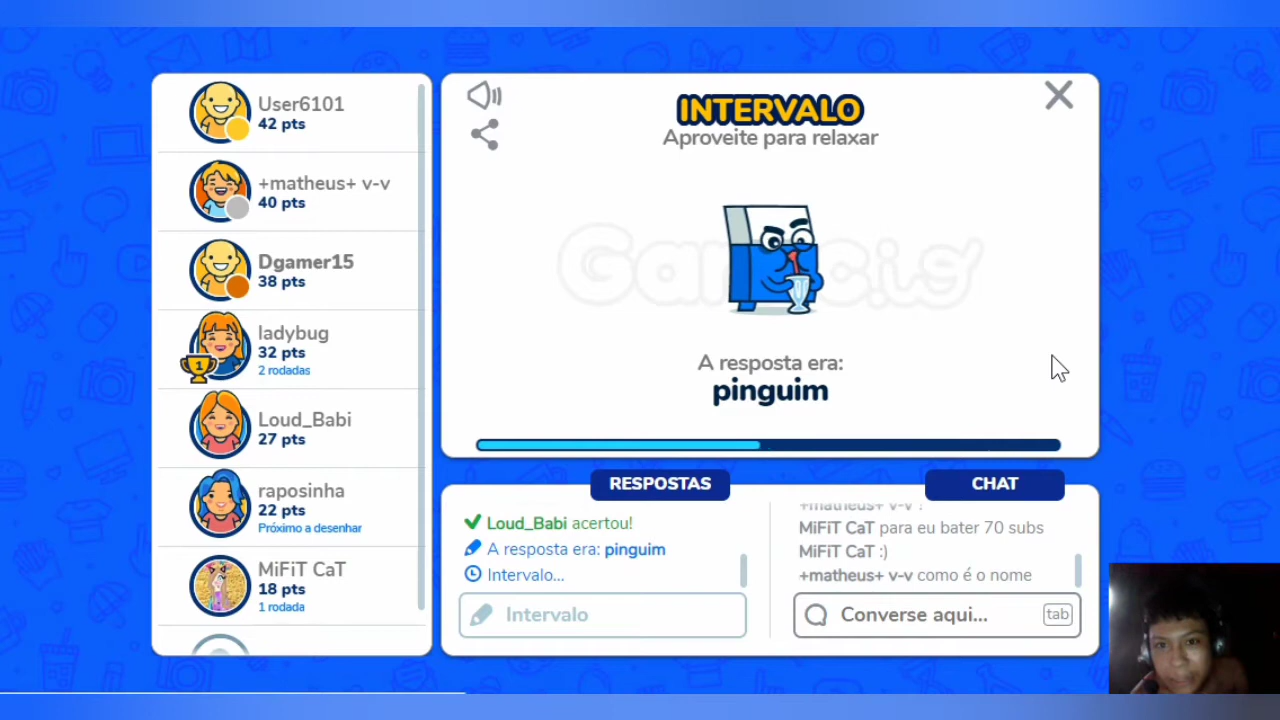 User6101
42 pts
+matheus+ v-v
40 pts
Dgamer15
38 pts
ladybug
1
32 pts
2 rodadas
Loud_Babi
27 pts
raposinha
22 pts
Próximo a desenhar
MiFiT CaT
18 pts
1 rodada
INTERVALO
Aproveite para relaxar
A resposta era:
pinguim
RESPOSTAS
Loud_Babi acertou!
A resposta era: pinguim
Intervalo...
Intervalo
CHAT
+matheus+ v-v ?
MiFiT CaT para eu bater 70 subs
MiFiT CaT :)
+matheus+ v-v como é o nome
Converse aqui...
tab